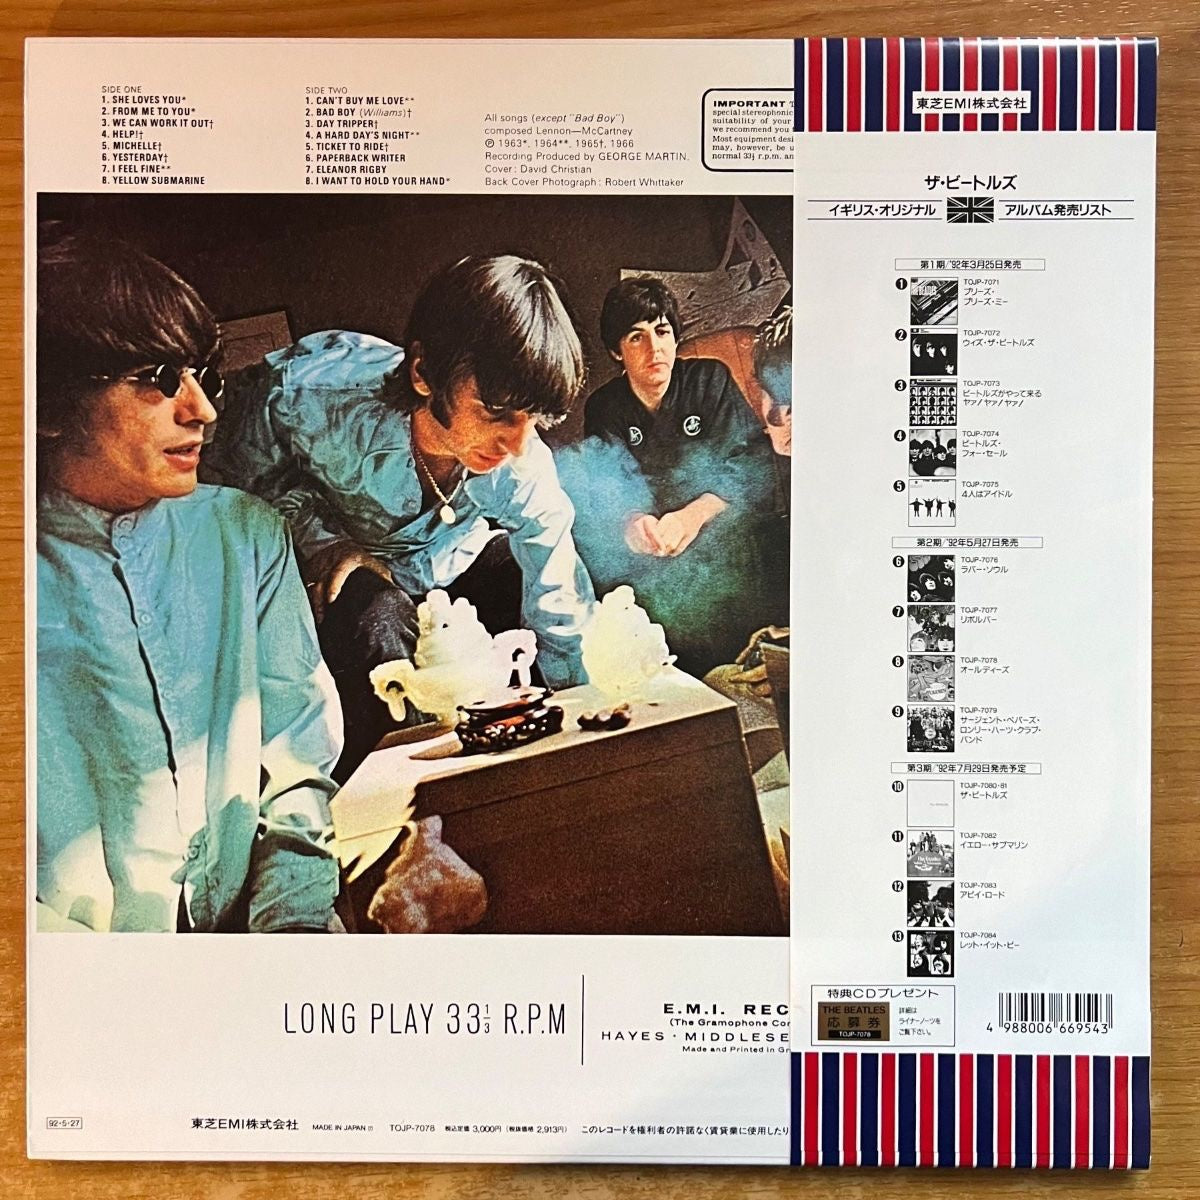 SIDE ONE
1. SHE LOVES YOU*
2. FROM ME TO YOU*
3. WE CAN WORK IT OUT†
4. HELP!†
5. MICHELLE†
6. YESTERDAY†
7. I FEEL FINE**
8. YELLOW SUBMARINE
SIDE TWO
1. CAN'T BUY ME LOVE**
2. BAD BOY (Williams)†
3. DAY TRIPPER†
4. A HARD DAY'S NIGHT**
5. TICKET TO RIDE†
6. PAPERBACK WRITER
7. ELEANOR RIGBY
8. I WANT TO HOLD YOUR HAND*
All songs (except "Bad Boy")
composed Lennon—McCartney
℗ 1963*, 1964**, 1965†, 1966
Recording Produced by GEORGE MARTIN.
Cover: David Christian
Back Cover Photograph: Robert Whittaker
IMPORTANT
special stereophonic
suitability of your
we recommend you
Most equipment
may, however, be
normal 33⅓ r.p.m.
東芝EMI株式会社
ザ・ビートルズ
イギリス・オリジナル アルバム発売リスト
第1期/'92年3月25日発売
1 TOJP-7071
プリーズ・
プリーズ・ミー
2 TOJP-7072
ウィズ・ザ・ビートルズ
3 TOJP-7073
ビートルズがやって来る
ヤァ!ヤァ!ヤァ!
4 TOJP-7074
ビートルズ・
フォー・セール
5 TOJP-7075
4人はアイドル
第2期/'92年5月27日発売
6 TOJP-7076
ラバー・ソウル
7 TOJP-7077
リボルバー
8 TOJP-7078
オールディーズ
9 TOJP-7079
サージェント・ペパーズ・
ロンリー・ハーツ・クラブ・
バンド
第3期/'92年7月29日発売予定
10 TOJP-7080・81
ザ・ビートルズ
11 TOJP-7082
イエロー・サブマリン
12 TOJP-7083
アビイ・ロード
13 TOJP-7084
レット・イット・ビー
特典CDプレゼント
THE BEATLES
応募券
TOJP-7078
詳細は
ライナーノーツを
ご覧下さい。
4 988006 669543
LONG PLAY 33⅓ R.P.M
E.M.I. REC
(The Gramophone
HAYES · MIDDLESE
Made and Printed in
92・5・27
東芝EMI株式会社 MADE IN JAPAN TOJP-7078 税込定価 3,000円 (税抜価格 2,913円) このレコードを権利者の許諾なく賃貸業に使用したり